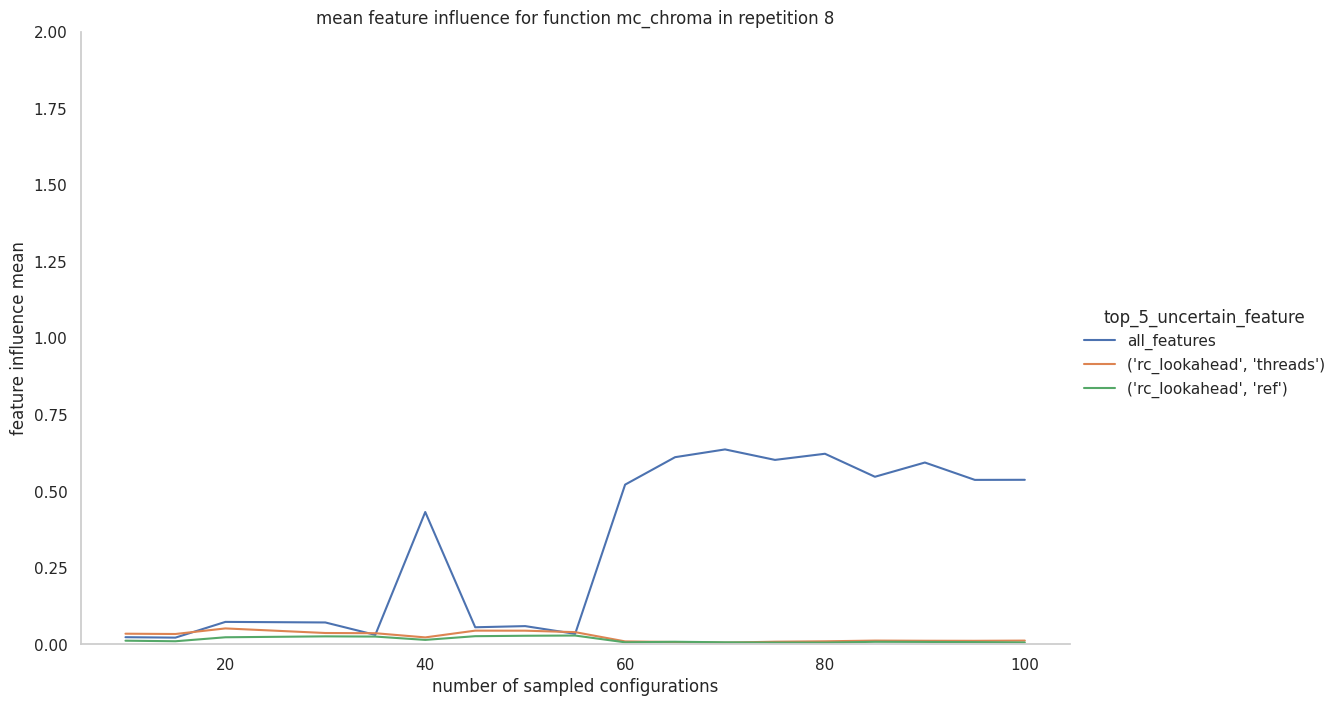 mean feature influence for function mc_chroma in repetition 8
2.00
1.75
1.50
1.25
1.00
0.75
0.50
0.25
0.00
feature influence mean
20
40
60
80
100
number of sampled configurations
top_5_uncertain_feature
all_features
('rc_lookahead', 'threads')
('rc_lookahead', 'ref')